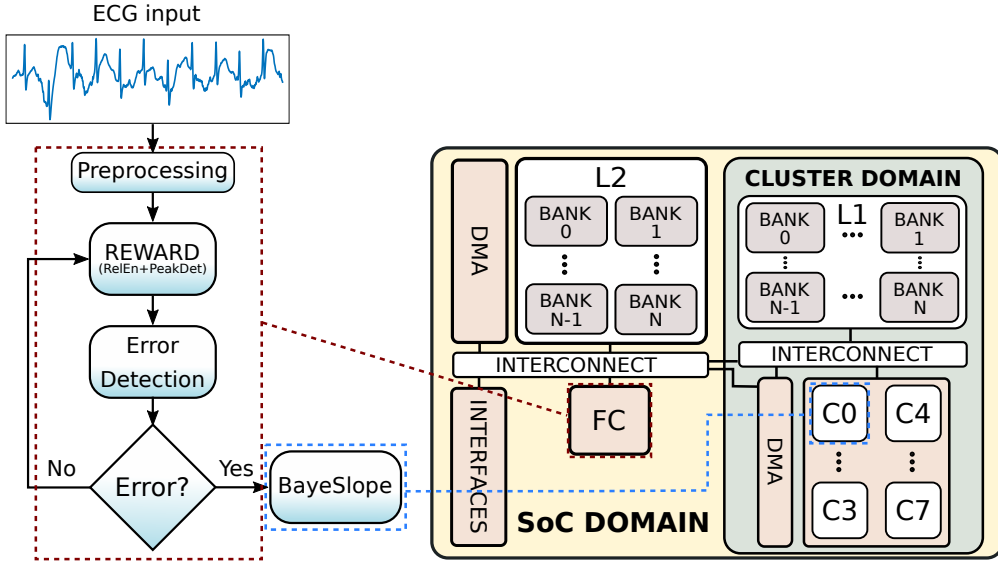 ECG input
Preprocessing
REWARD
(RelEn+PeakDet)
Error
Detection
Error?
No
Yes
BayeSlope
DMA
L2
BANK
0
BANK
1
BANK
N-1
BANK
N
INTERCONNECT
INTERFACES
FC
SoC DOMAIN
CLUSTER DOMAIN
L1
BANK
0
BANK
1
BANK
N-1
BANK
N
INTERCONNECT
DMA
C0
C4
C3
C7